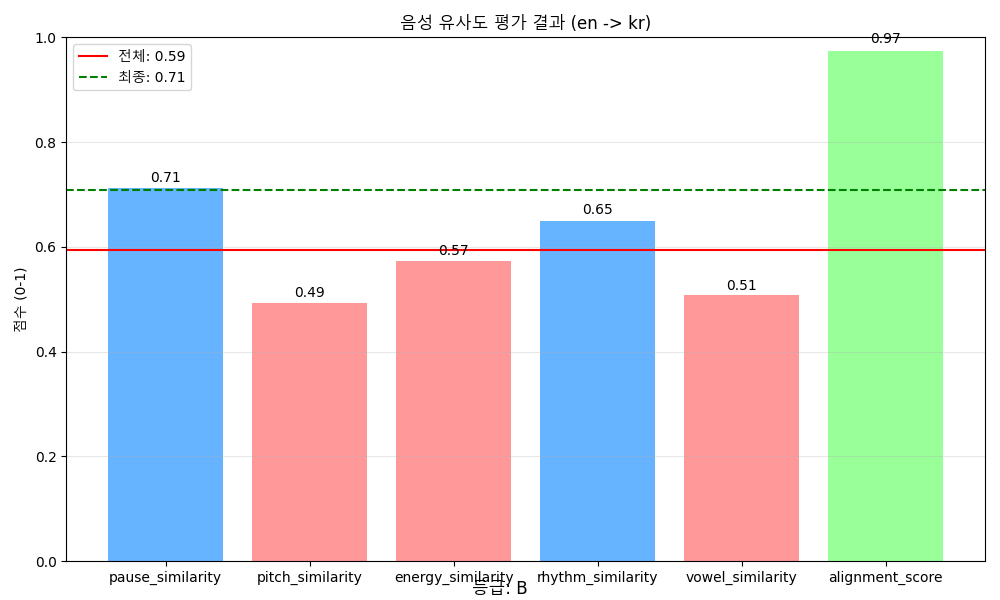 음성 유사도 평가 결과 (en -> kr)
전체: 0.59
최종: 0.71
점수 (0-1)
1.0
0.8
0.6
0.4
0.2
0.0
0.71
0.49
0.57
0.65
0.51
0.97
pause_similarity
pitch_similarity
energy_similarity
rhythm_similarity
vowel_similarity
alignment_score
등급: B